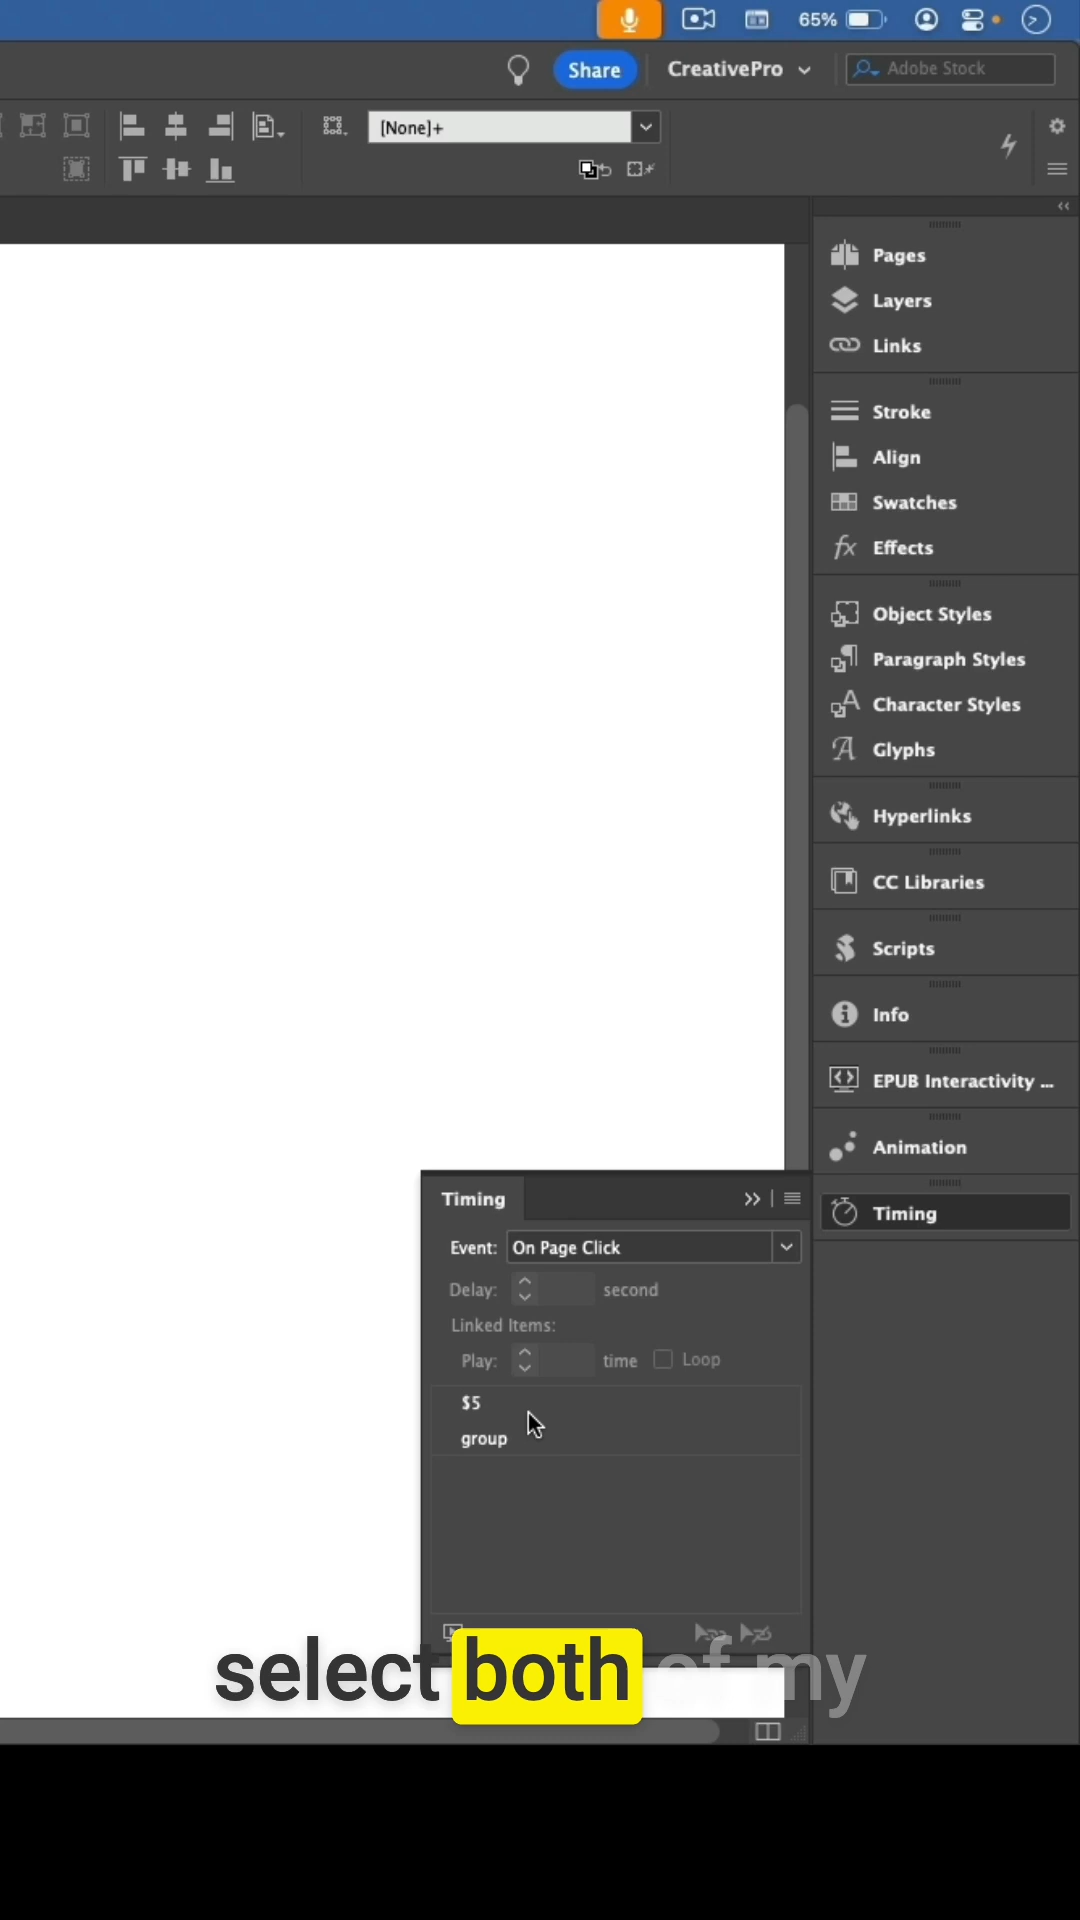 65%
Share
CreativePro
Adobe Stock
[None]+
Pages
Layers
Links
Stroke
Align
Swatches
fx Effects
Object Styles
Paragraph Styles
Character Styles
Glyphs
Hyperlinks
CC Libraries
Scripts
Info
EPUB Interactivity ...
Animation
Timing
Timing
Event: On Page Click
Delay: second
Linked Items:
Play: time Loop
$5
group
select both of my